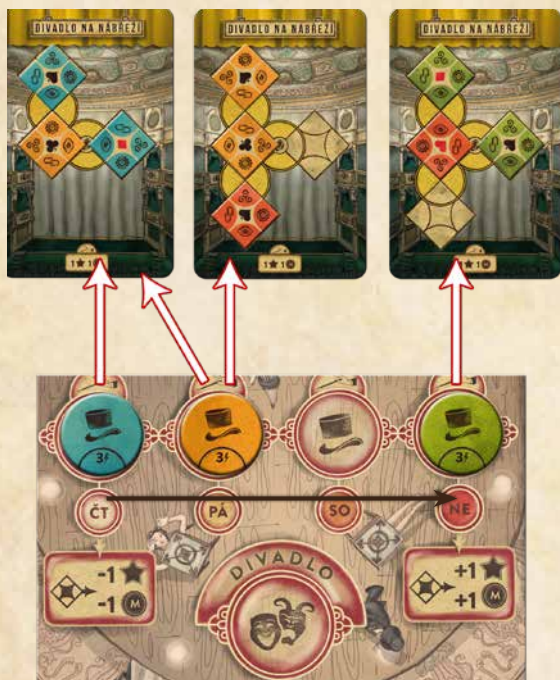 DIVADLO NA NÁBŘEŽÍ
DIVADLO NA NÁBŘEŽÍ
DIVADLO NA NÁBŘEŽÍ
1 1
1 1
1
3
3
3
ČT
PÁ
SO
NE
-1
-1 M
DIVADLO
+1
+1 M